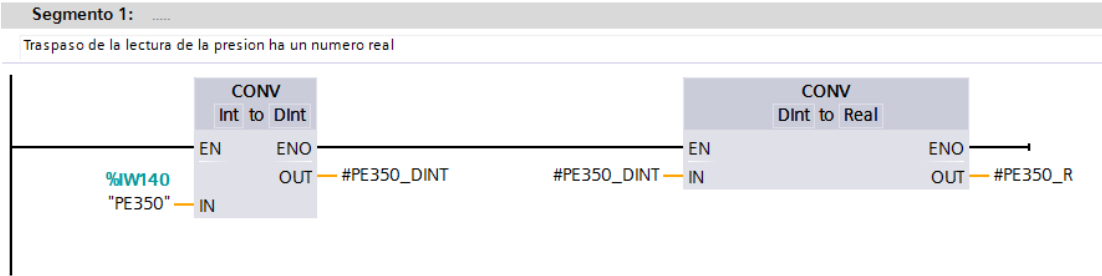 Segmento 1: .....
Traspaso de la lectura de la presion ha un numero real
CONV
Int to DInt
EN ENO
%IW140
"PE350" IN
OUT #PE350_DINT
CONV
DInt to Real
EN ENO
#PE350_DINT IN
OUT #PE350_R